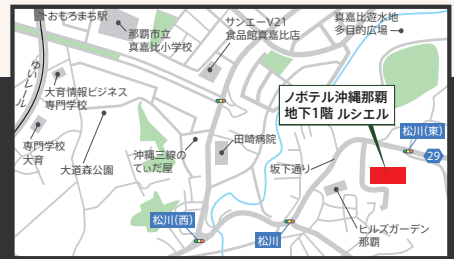 おもろまち駅
那覇市立
真嘉比小学校
サンエーV21
食品館真嘉比店
真嘉比遊水地
多目的広場
ゆいレール
大育情報ビジネス
専門学校
ノボテル沖縄那覇
地下1階 ルシエル
松川(東)
29
専門学校
大育
大道森公園
沖縄三線の
てぃだ屋
田崎病院
坂下通り
松川(西)
松川
ヒルズガーデン
那覇